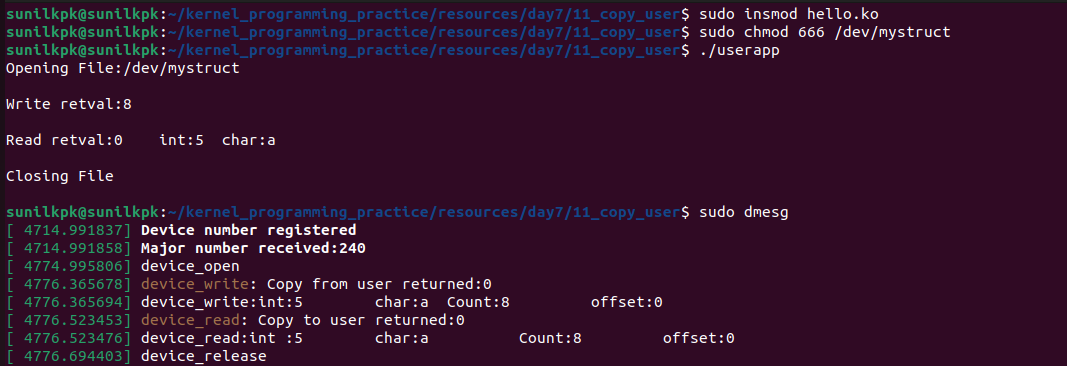 sunilkpk@sunilkpk:~/kernel_programming_practice/resources/day7/11_copy_user$ sudo insmod hello.ko
sunilkpk@sunilkpk:~/kernel_programming_practice/resources/day7/11_copy_user$ sudo chmod 666 /dev/mystruct
sunilkpk@sunilkpk:~/kernel_programming_practice/resources/day7/11_copy_user$ ./userapp
Opening File:/dev/mystruct
Write retval:8
Read retval:0    int:5  char:a
Closing File
sunilkpk@sunilkpk:~/kernel_programming_practice/resources/day7/11_copy_user$ sudo dmesg
[ 4714.991837] Device number registered
[ 4714.991858] Major number received:240
[ 4774.995806] device_open
[ 4776.365678] device_write: Copy from user returned:0
[ 4776.365694] device_write:int:5        char:a  Count:8         offset:0
[ 4776.523453] device_read: Copy to user returned:0
[ 4776.523476] device_read:int :5        char:a          Count:8         offset:0
[ 4776.694403] device_release